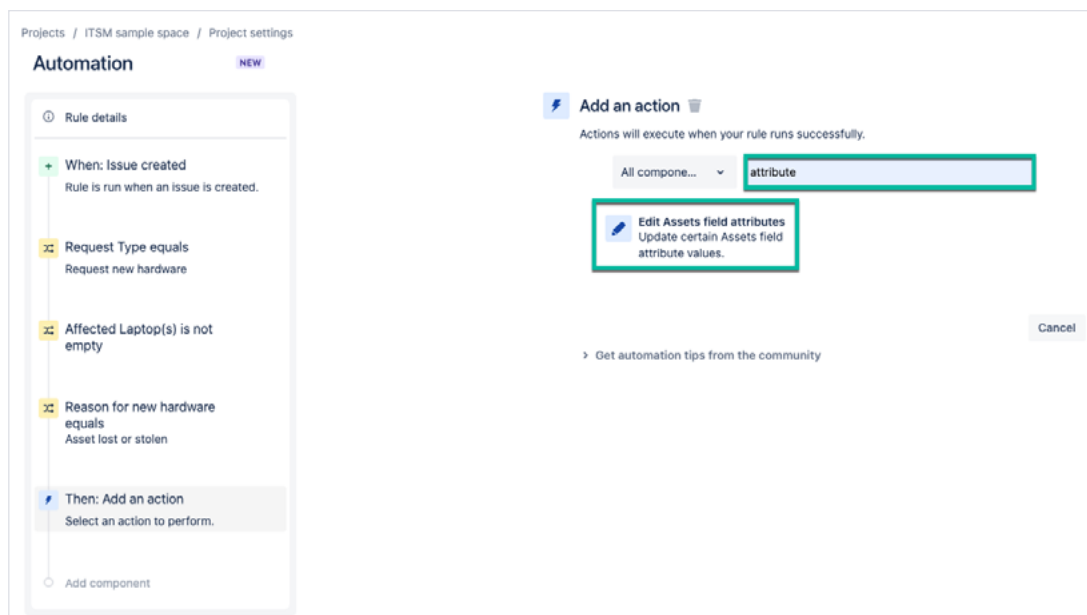 Projects / ITSM sample space / Project settings
Automation NEW
Rule details
When: Issue created
Rule is run when an issue is created.
Request Type equals
Request new hardware
Affected Laptop(s) is not
empty
Reason for new hardware
equals
Asset lost or stolen
Then: Add an action
Select an action to perform.
Add component
Add an action
Actions will execute when your rule runs successfully.
All compone... attribute
Edit Assets field attributes
Update certain Assets field
attribute values.
Cancel
Get automation tips from the community